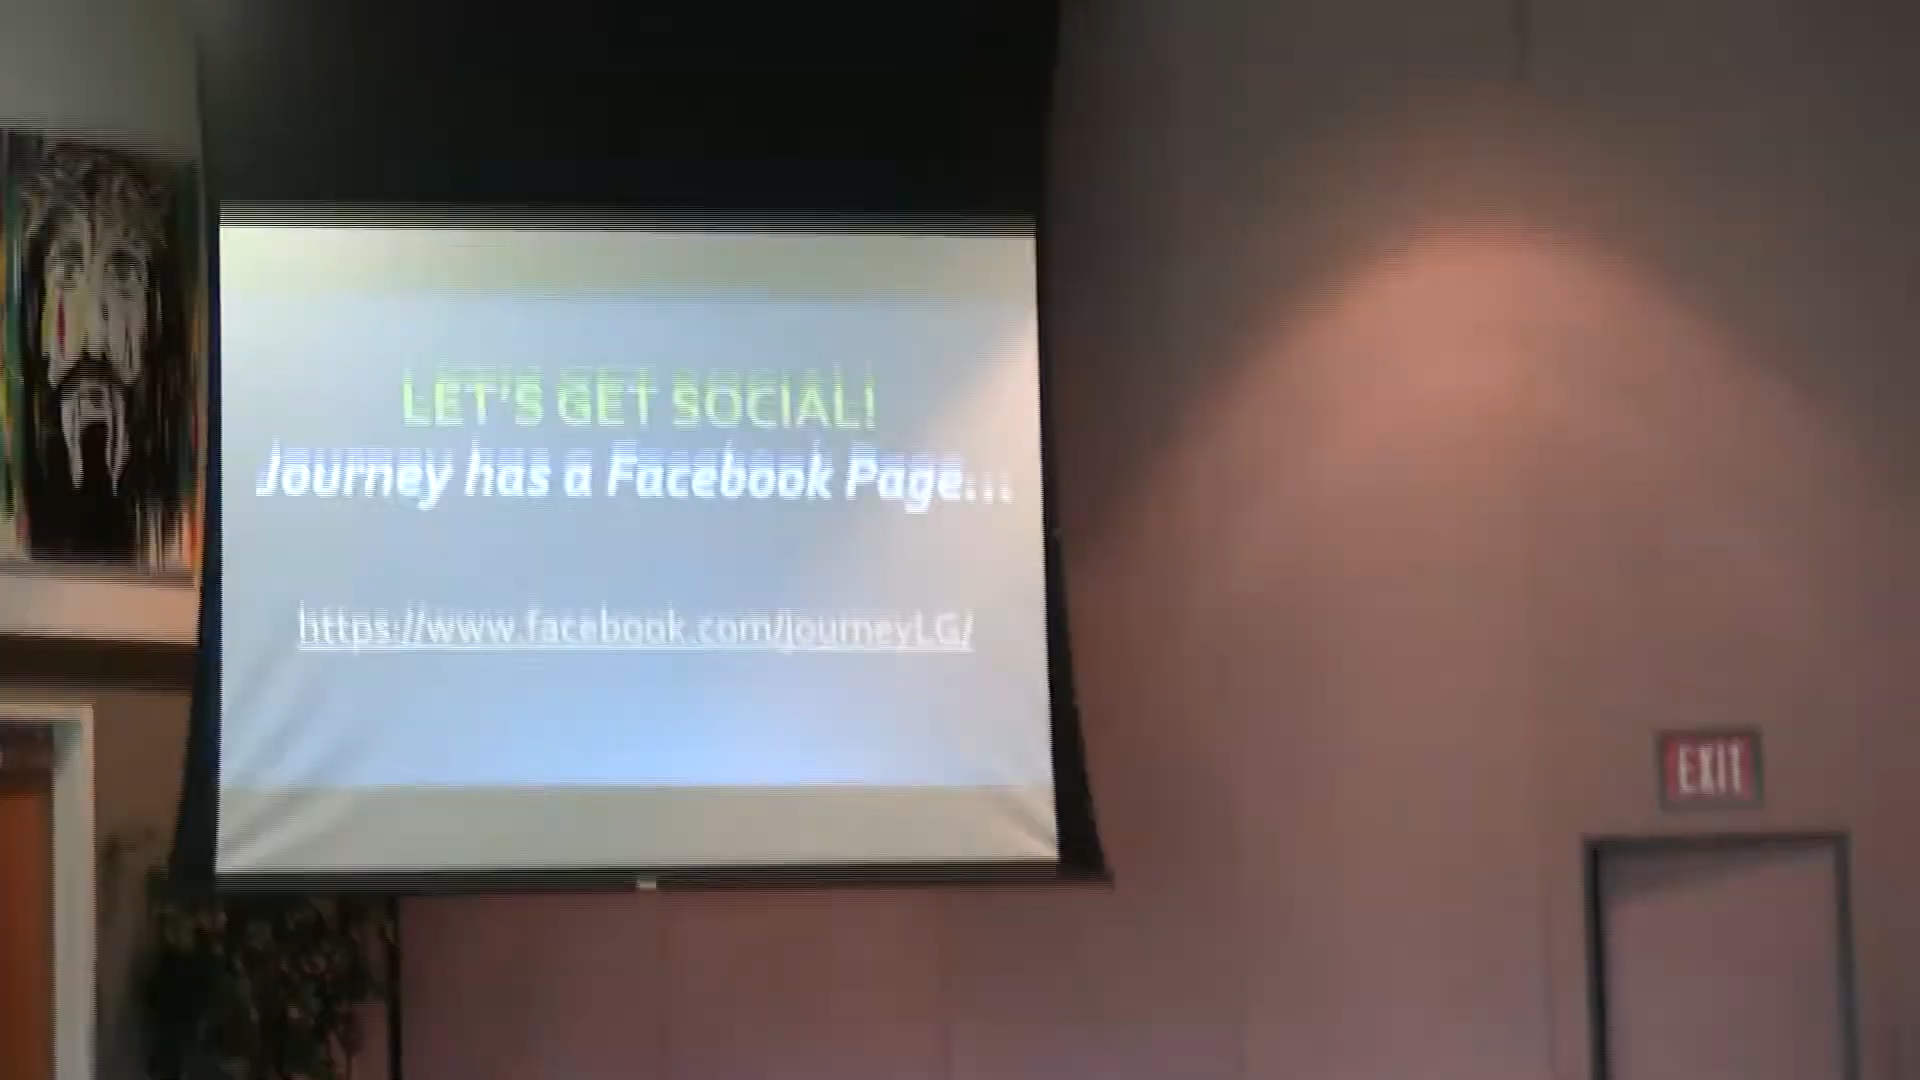 LET'S GET SOCIAL!
Journey has a Facebook Page...
https://www.facebook.com/JourneyLG/
EXIT